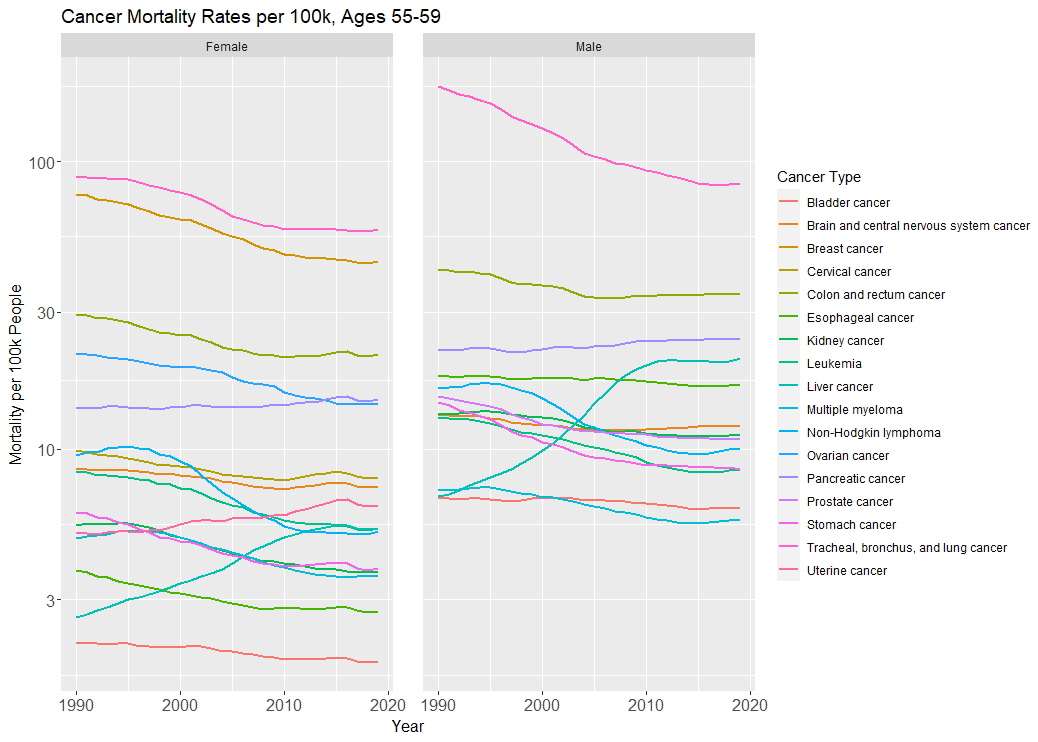 Cancer Mortality Rates per 100k, Ages 55-59
Female
Male
Mortality per 100k People
100
30
10
3
1990
2000
2010
2020
1990
2000
2010
2020
Year
Cancer Type
Bladder cancer
Brain and central nervous system cancer
Breast cancer
Cervical cancer
Colon and rectum cancer
Esophageal cancer
Kidney cancer
Leukemia
Liver cancer
Multiple myeloma
Non-Hodgkin lymphoma
Ovarian cancer
Pancreatic cancer
Prostate cancer
Stomach cancer
Tracheal, bronchus, and lung cancer
Uterine cancer